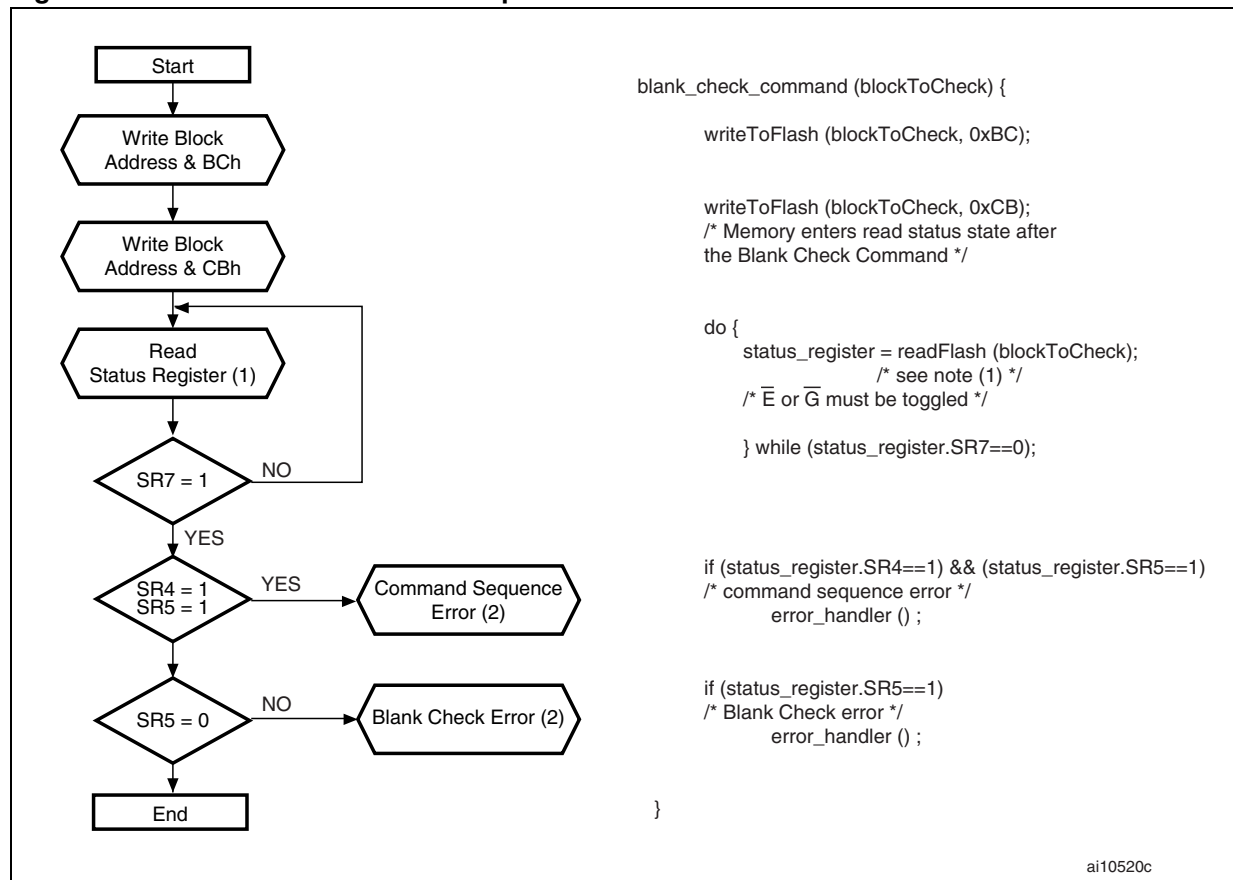 Start
Write Block
Address & BCh
Write Block
Address & CBh
Read
Status Register (1)
SR7 = 1
NO
YES
SR4 = 1
SR5 = 1
YES
Command Sequence
Error (2)
SR5 = 0
NO
Blank Check Error (2)
End
blank_check_command (blockToCheck) {
writeToFlash (blockToCheck, 0xBC);
writeToFlash (blockToCheck, 0xCB);
/* Memory enters read status state after
the Blank Check Command */
do {
status_register = readFlash (blockToCheck);
/* see note (1) */
/* E̅ or G̅ must be toggled */
} while (status_register.SR7==0);
if (status_register.SR4==1) && (status_register.SR5==1)
/* command sequence error */
error_handler () ;
if (status_register.SR5==1)
/* Blank Check error */
error_handler () ;
}
ai10520c